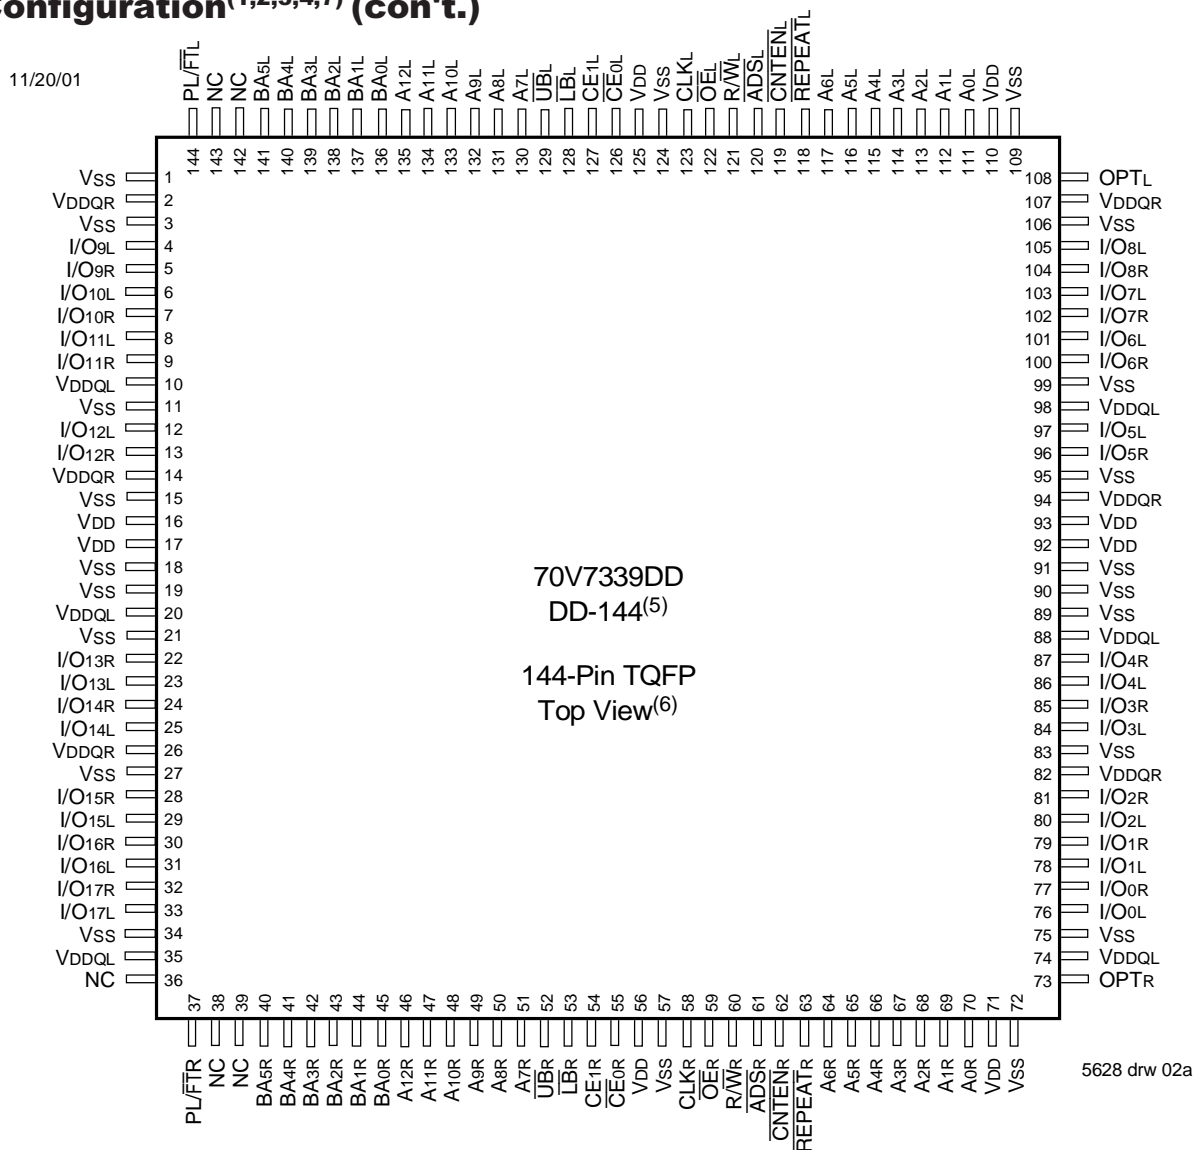 Configuration(1,2,3,4,7) (con't.)
11/20/01
PL/FTL
NC
NC
BA5L
BA4L
BA3L
BA2L
BA1L
BA0L
A12L
A11L
A10L
A9L
A8L
A7L
UBL
LBL
CE1L
CE0L
VDD
VSS
CLKL
OEL
R/WL
ADSL
CNTENL
REPEATL
A6L
A5L
A4L
A3L
A2L
A1L
A0L
VDD
VSS
144
143
142
141
140
139
138
137
136
135
134
133
132
131
130
129
128
127
126
125
124
123
122
121
120
119
118
117
116
115
114
113
112
111
110
109
VSS 1
VDDQR 2
VSS 3
I/O9L 4
I/O9R 5
I/O10L 6
I/O10R 7
I/O11L 8
I/O11R 9
VDDQL 10
VSS 11
I/O12L 12
I/O12R 13
VDDQR 14
VSS 15
VDD 16
VDD 17
VSS 18
VSS 19
VDDQL 20
VSS 21
I/O13R 22
I/O13L 23
I/O14R 24
I/O14L 25
VDDQR 26
VSS 27
I/O15R 28
I/O15L 29
I/O16R 30
I/O16L 31
I/O17R 32
I/O17L 33
VSS 34
VDDQL 35
NC 36
70V7339DD
DD-144(5)
144-Pin TQFP
Top View(6)
108 OPTL
107 VDDQR
106 VSS
105 I/O8L
104 I/O8R
103 I/O7L
102 I/O7R
101 I/O6L
100 I/O6R
99 VSS
98 VDDQL
97 I/O5L
96 I/O5R
95 VSS
94 VDDQR
93 VDD
92 VDD
91 VSS
90 VSS
89 VSS
88 VDDQL
87 I/O4R
86 I/O4L
85 I/O3R
84 I/O3L
83 VSS
82 VDDQR
81 I/O2R
80 I/O2L
79 I/O1R
78 I/O1L
77 I/O0R
76 I/O0L
75 VSS
74 VDDQL
73 OPTR
37
38
39
40
41
42
43
44
45
46
47
48
49
50
51
52
53
54
55
56
57
58
59
60
61
62
63
64
65
66
67
68
69
70
71
72
PL/FTR
NC
NC
BA5R
BA4R
BA3R
BA2R
BA1R
BA0R
A12R
A11R
A10R
A9R
A8R
A7R
UBR
LBR
CE1R
CE0R
VDD
VSS
CLKR
OER
R/WR
ADSR
CNTENR
REPEATR
A6R
A5R
A4R
A3R
A2R
A1R
A0R
VDD
VSS
5628 drw 02a